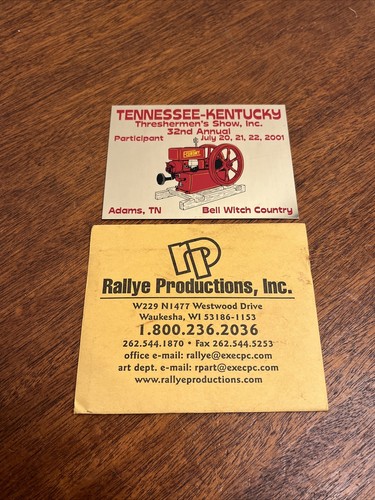 TENNESSEE-KENTUCKY
Threshermen's Show, Inc.
32nd Annual
Participant July 20, 21, 22, 2001
Adams, TN Bell Witch Country
rp
Rallye Productions, Inc.
W229 N1477 Westwood Drive
Waukesha, WI 53186-1153
1.800.236.2036
262.544.1870 • Fax 262.544.5253
office e-mail: rallye@execpc.com
art dept. e-mail: rpart@execpc.com
www.rallyeproductions.com